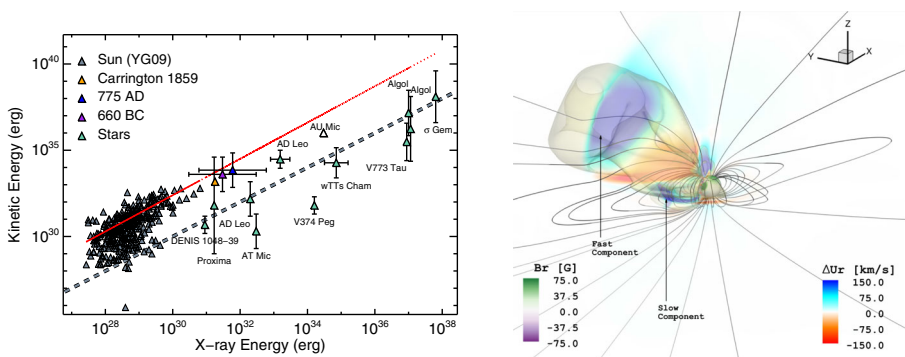 Kinetic Energy (erg)
10^40
10^35
10^30
Sun (YG09)
Carrington 1859
775 AD
660 BC
Stars
Algol
Algol
AU Mic
AD Leo
σ Gem
V773 Tau
wTTs Cham
AD Leo
V374 Peg
DENIS 1048−39
AT Mic
Proxima
10^28 10^30 10^32 10^34 10^36 10^38
X-ray Energy (erg)
Z
Y X
Fast
Component
Slow
Component
Br [G]
75.0
37.5
0.0
-37.5
-75.0
ΔUr [km/s]
150.0
75.0
0.0
-75.0
-150.0